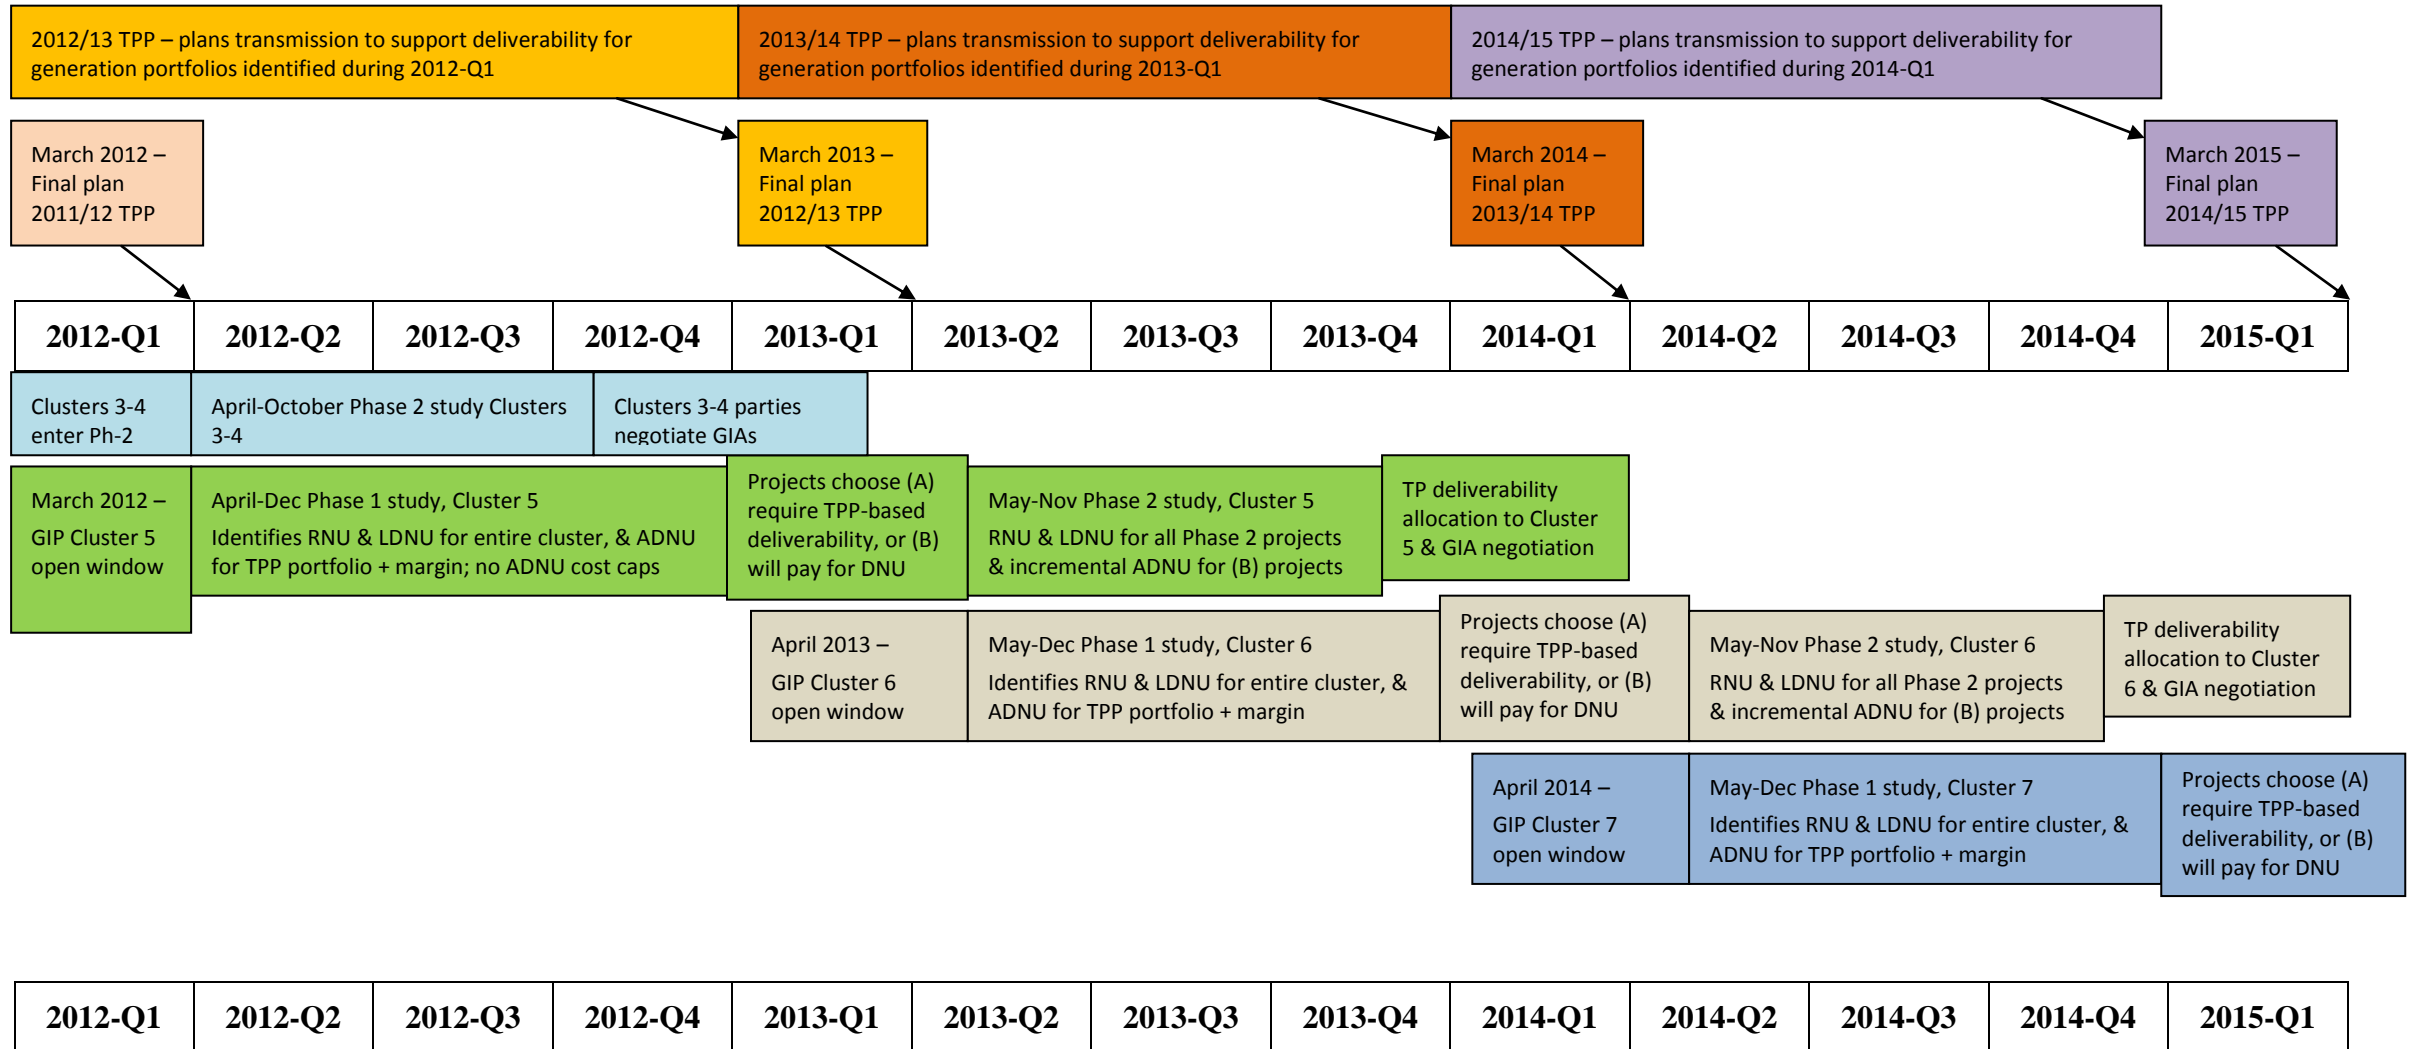 2012/13 TPP – plans transmission to support deliverability for
generation portfolios identified during 2012-Q1
2013/14 TPP – plans transmission to support deliverability for
generation portfolios identified during 2013-Q1
2014/15 TPP – plans transmission to support deliverability for
generation portfolios identified during 2014-Q1
March 2012 –
Final plan
2011/12 TPP
March 2013 –
Final plan
2012/13 TPP
March 2014 –
Final plan
2013/14 TPP
March 2015 –
Final plan
2014/15 TPP
2012-Q1 2012-Q2 2012-Q3 2012-Q4 2013-Q1 2013-Q2 2013-Q3 2013-Q4 2014-Q1 2014-Q2 2014-Q3 2014-Q4 2015-Q1
Clusters 3-4
enter Ph-2
April-October Phase 2 study Clusters
3-4
Clusters 3-4 parties
negotiate GIAs
March 2012 –
GIP Cluster 5
open window
April-Dec Phase 1 study, Cluster 5
Identifies RNU & LDNU for entire cluster, & ADNU
for TPP portfolio + margin; no ADNU cost caps
Projects choose (A)
require TPP-based
deliverability, or (B)
will pay for DNU
May-Nov Phase 2 study, Cluster 5
RNU & LDNU for all Phase 2 projects
& incremental ADNU for (B) projects
TP deliverability
allocation to Cluster
5 & GIA negotiation
April 2013 –
GIP Cluster 6
open window
May-Dec Phase 1 study, Cluster 6
Identifies RNU & LDNU for entire cluster, &
ADNU for TPP portfolio + margin
Projects choose (A)
require TPP-based
deliverability, or (B)
will pay for DNU
May-Nov Phase 2 study, Cluster 6
RNU & LDNU for all Phase 2 projects
& incremental ADNU for (B) projects
TP deliverability
allocation to Cluster
6 & GIA negotiation
April 2014 –
GIP Cluster 7
open window
May-Dec Phase 1 study, Cluster 7
Identifies RNU & LDNU for entire cluster, &
ADNU for TPP portfolio + margin
Projects choose (A)
require TPP-based
deliverability, or (B)
will pay for DNU
2012-Q1 2012-Q2 2012-Q3 2012-Q4 2013-Q1 2013-Q2 2013-Q3 2013-Q4 2014-Q1 2014-Q2 2014-Q3 2014-Q4 2015-Q1